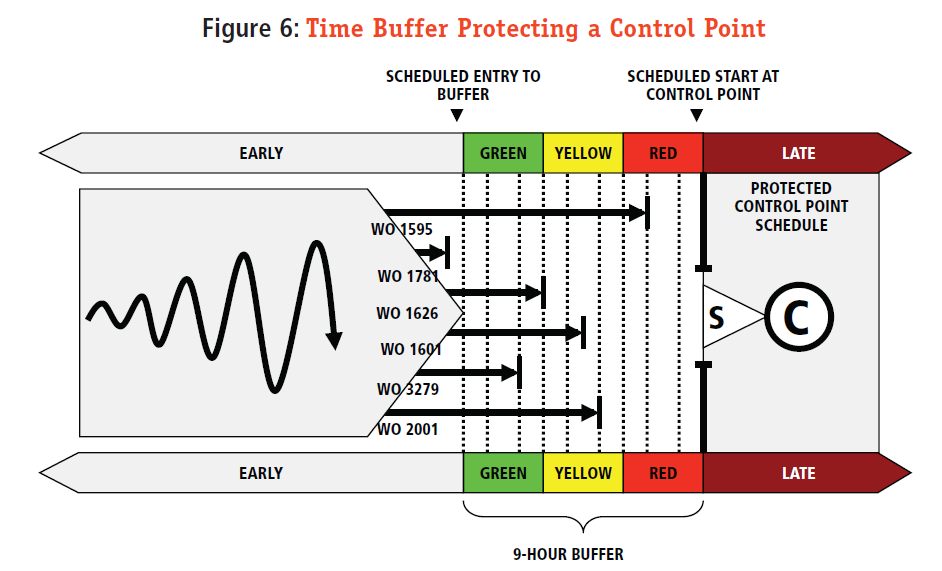 Figure 6: Time Buffer Protecting a Control Point
SCHEDULED ENTRY TO
BUFFER
SCHEDULED START AT
CONTROL POINT
EARLY
GREEN
YELLOW
RED
LATE
PROTECTED
CONTROL POINT
SCHEDULE
WO 1595
WO 1781
WO 1626
WO 1601
WO 3279
WO 2001
S
C
EARLY
GREEN
YELLOW
RED
LATE
9-HOUR BUFFER